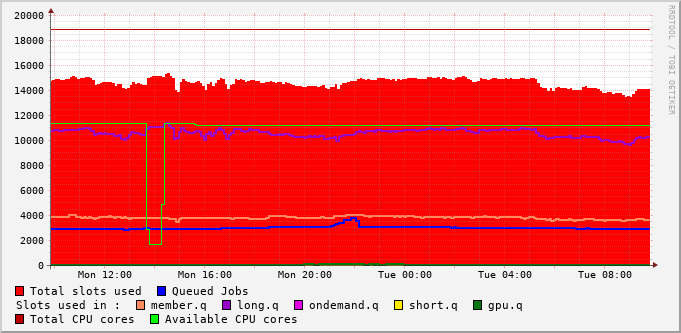 20000
18000
16000
14000
12000
10000
8000
6000
4000
2000
0
Mon 12:00 Mon 16:00 Mon 20:00 Tue 00:00 Tue 04:00 Tue 08:00
RRDTOOL / TOBI OETIKER
Total slots used Queued Jobs
Slots used in : member.q long.q ondemand.q short.q gpu.q
Total CPU cores Available CPU cores